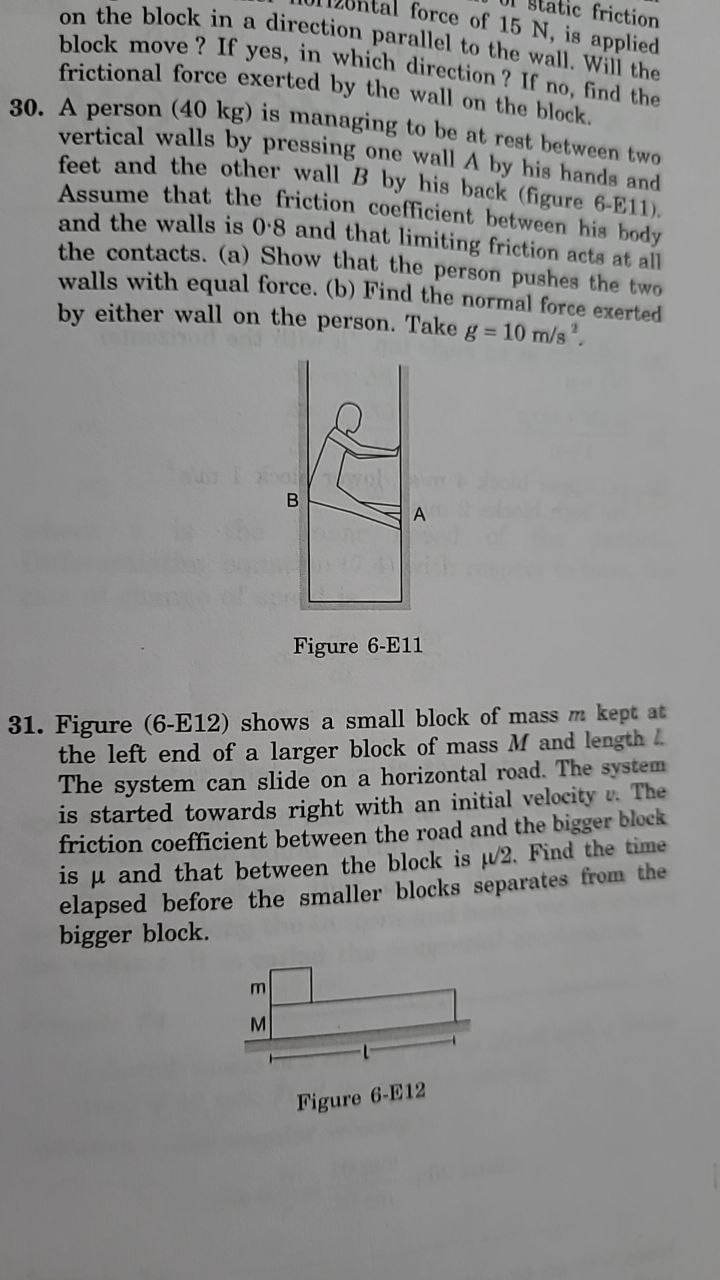 static friction
force of 15 N, is applied
on the block in a direction parallel to the wall. Will the
block move ? If yes, in which direction ? If no, find the
frictional force exerted by the wall on the block.
30. A person (40 kg) is managing to be at rest between two
vertical walls by pressing one wall A by his hands and
feet and the other wall B by his back (figure 6-E11).
Assume that the friction coefficient between his body
and the walls is 0·8 and that limiting friction acts at all
the contacts. (a) Show that the person pushes the two
walls with equal force. (b) Find the normal force exerted
by either wall on the person. Take g = 10 m/s².
B
A
Figure 6-E11
31. Figure (6-E12) shows a small block of mass m kept at
the left end of a larger block of mass M and length l.
The system can slide on a horizontal road. The system
is started towards right with an initial velocity v. The
friction coefficient between the road and the bigger block
is μ and that between the block is μ/2. Find the time
elapsed before the smaller blocks separates from the
bigger block.
m
M
l
Figure 6-E12